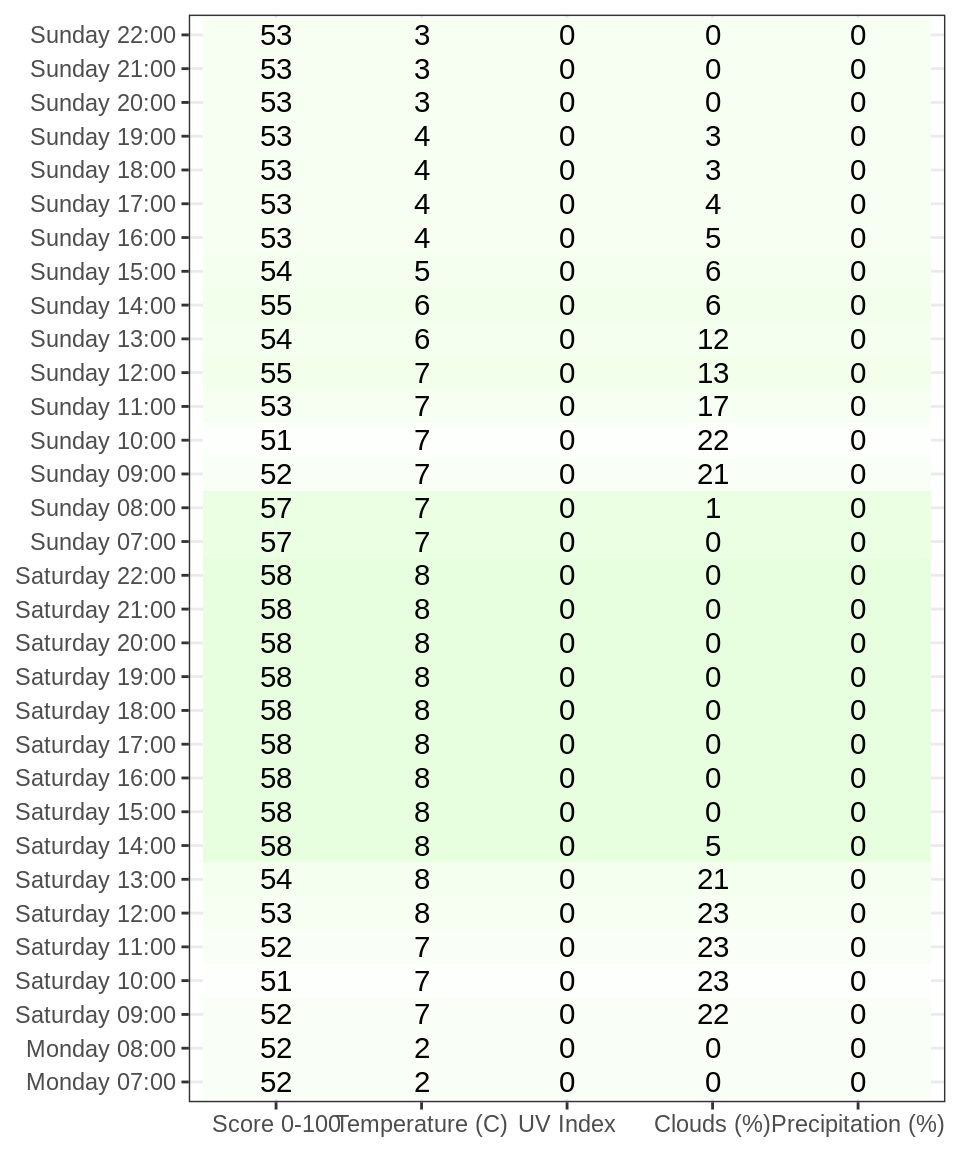 Sunday 22:00 53 3 0 0 0
Sunday 21:00 53 3 0 0 0
Sunday 20:00 53 3 0 0 0
Sunday 19:00 53 4 0 3 0
Sunday 18:00 53 4 0 3 0
Sunday 17:00 53 4 0 4 0
Sunday 16:00 53 4 0 5 0
Sunday 15:00 54 5 0 6 0
Sunday 14:00 55 6 0 6 0
Sunday 13:00 54 6 0 12 0
Sunday 12:00 55 7 0 13 0
Sunday 11:00 53 7 0 17 0
Sunday 10:00 51 7 0 22 0
Sunday 09:00 52 7 0 21 0
Sunday 08:00 57 7 0 1 0
Sunday 07:00 57 7 0 0 0
Saturday 22:00 58 8 0 0 0
Saturday 21:00 58 8 0 0 0
Saturday 20:00 58 8 0 0 0
Saturday 19:00 58 8 0 0 0
Saturday 18:00 58 8 0 0 0
Saturday 17:00 58 8 0 0 0
Saturday 16:00 58 8 0 0 0
Saturday 15:00 58 8 0 0 0
Saturday 14:00 58 8 0 5 0
Saturday 13:00 54 8 0 21 0
Saturday 12:00 53 8 0 23 0
Saturday 11:00 52 7 0 23 0
Saturday 10:00 51 7 0 23 0
Saturday 09:00 52 7 0 22 0
Monday 08:00 52 2 0 0 0
Monday 07:00 52 2 0 0 0
Score 0-100 Temperature (C) UV Index Clouds (%) Precipitation (%)